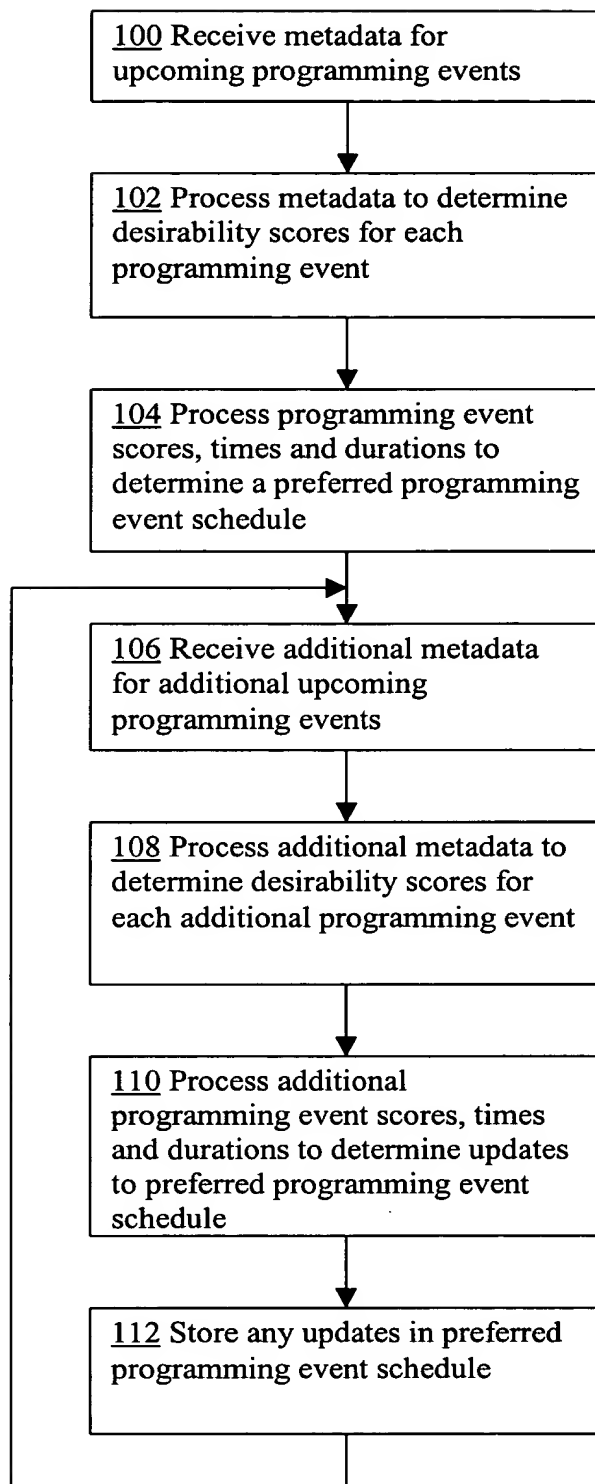 100 Receive metadata for
upcoming programming events
102 Process metadata to determine
desirability scores for each
programming event
104 Process programming event
scores, times and durations to
determine a preferred programming
event schedule
106 Receive additional metadata
for additional upcoming
programming events
108 Process additional metadata to
determine desirability scores for
each additional programming event
110 Process additional
programming event scores, times
and durations to determine updates
to preferred programming event
schedule
112 Store any updates in preferred
programming event schedule